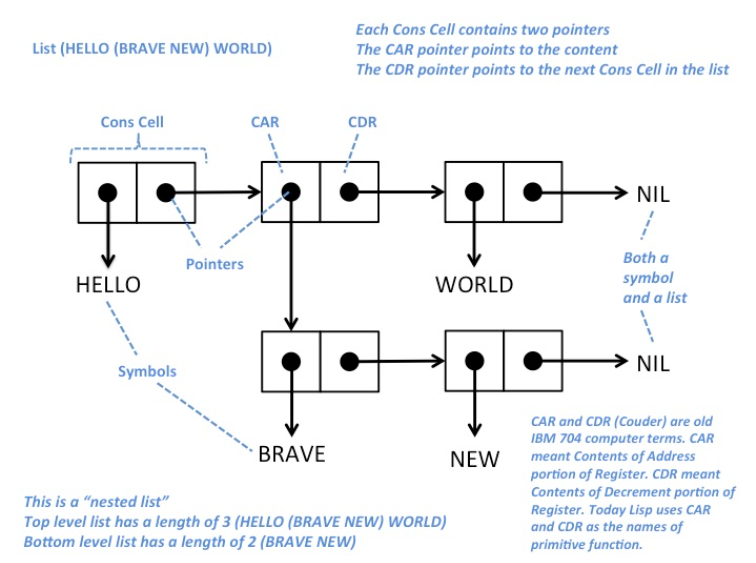 List (HELLO (BRAVE NEW) WORLD)
Each Cons Cell contains two pointers
The CAR pointer points to the content
The CDR pointer points to the next Cons Cell in the list
Cons Cell
CAR
CDR
NIL
Pointers
HELLO
WORLD
Both a
symbol
and a list
Symbols
NIL
BRAVE
NEW
CAR and CDR (Couder) are old
IBM 704 computer terms. CAR
meant Contents of Address
portion of Register. CDR meant
Contents of Decrement portion of
Register. Today Lisp uses CAR
and CDR as the names of
primitive function.
This is a “nested list”
Top level list has a length of 3 (HELLO (BRAVE NEW) WORLD)
Bottom level list has a length of 2 (BRAVE NEW)